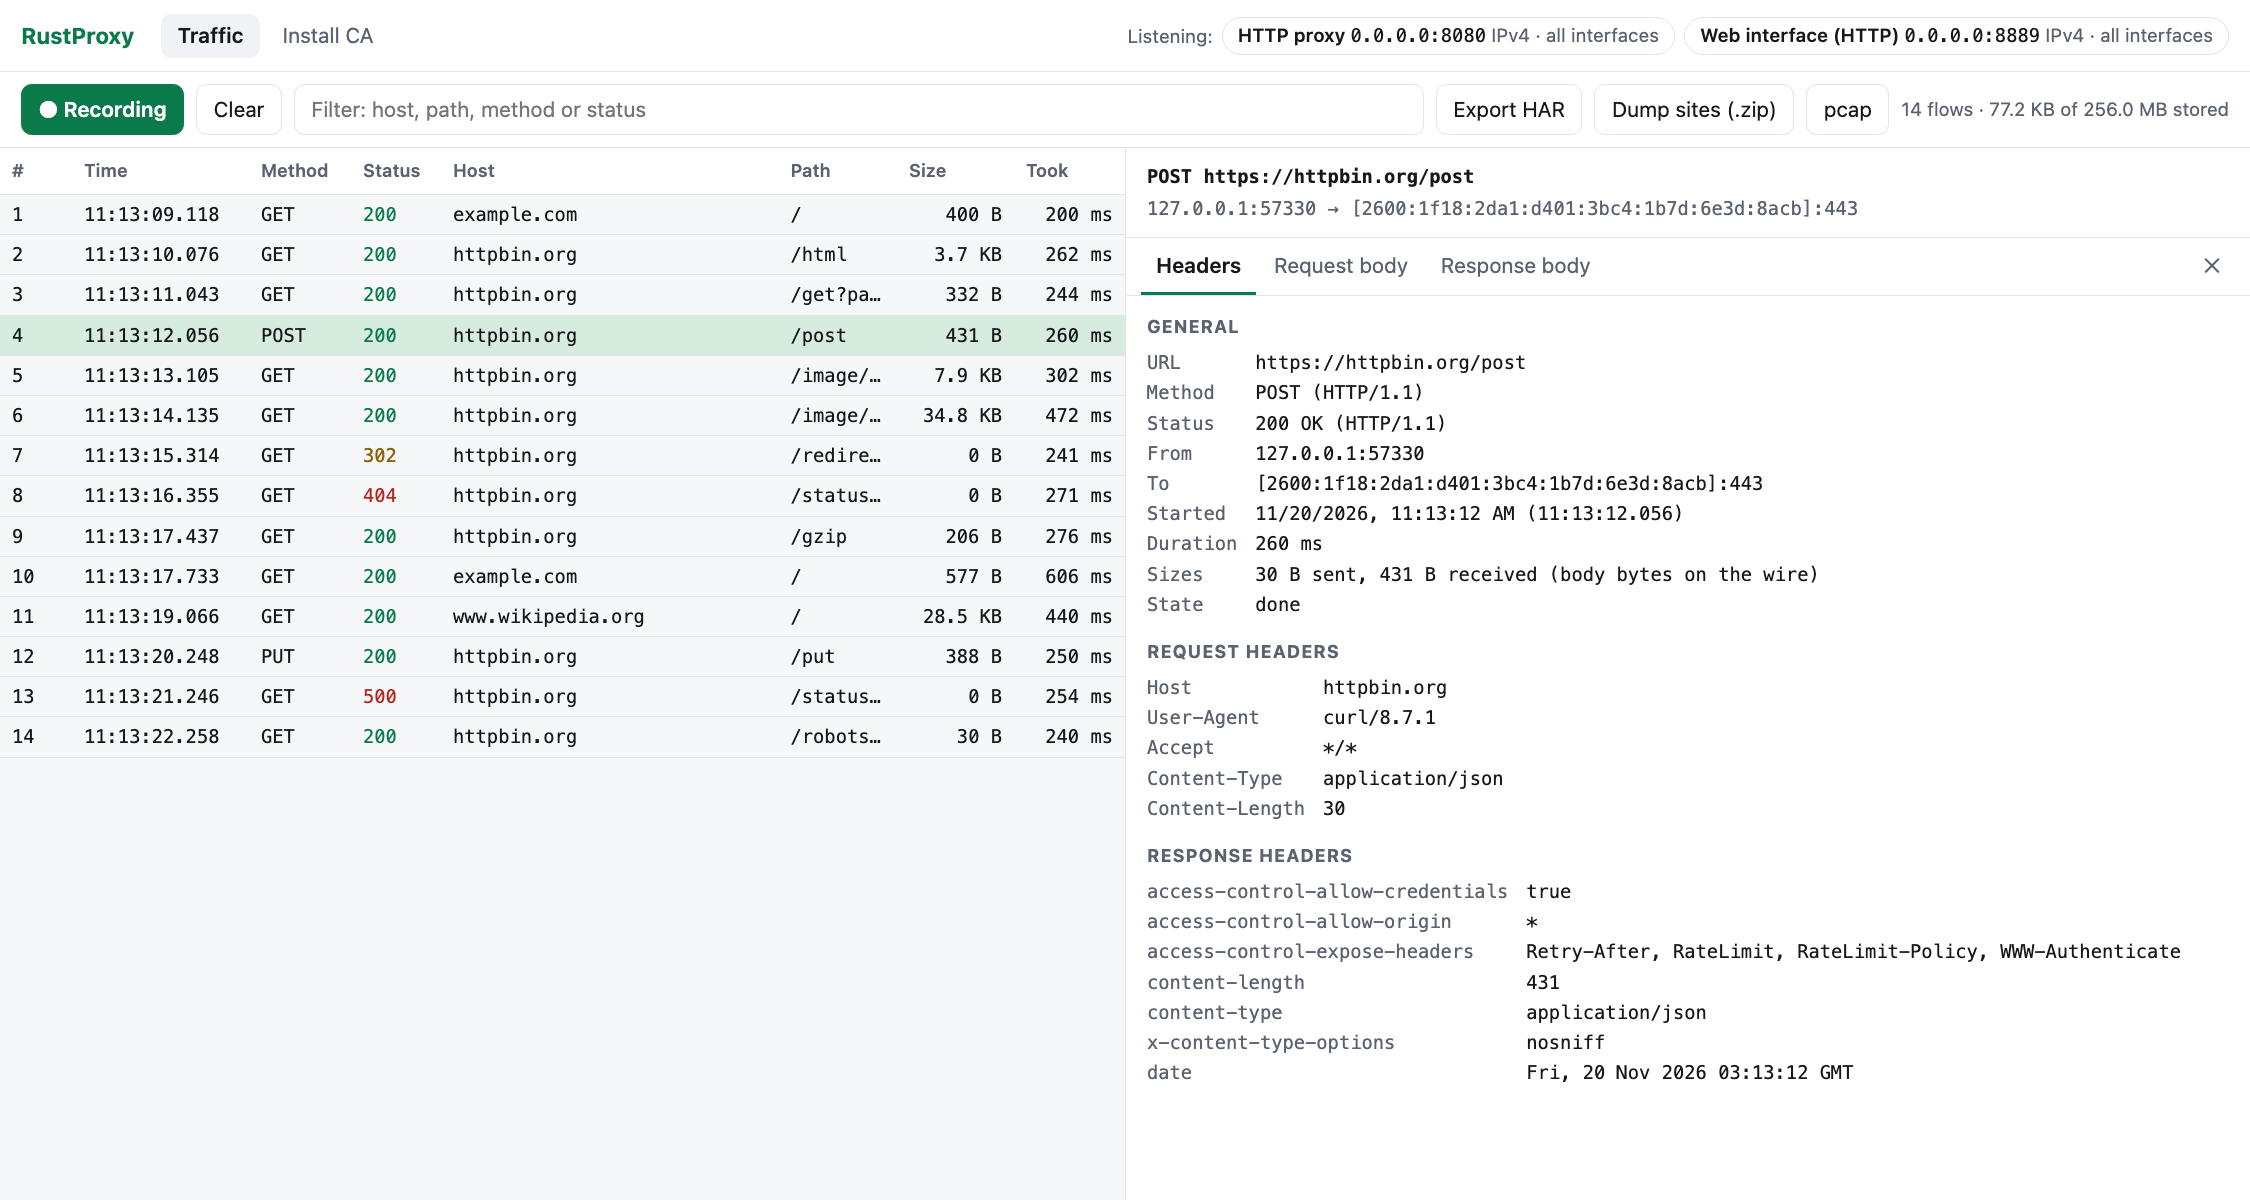 RustProxy Traffic Install CA Listening: HTTP proxy 0.0.0.0:8080 IPv4 · all interfaces Web interface (HTTP) 0.0.0.0:8889 IPv4 · all interfaces
Recording Clear Filter: host, path, method or status Export HAR Dump sites (.zip) pcap 14 flows · 77.2 KB of 256.0 MB stored
# Time Method Status Host Path Size Took
1 11:13:09.118 GET 200 example.com / 400 B 200 ms
2 11:13:10.076 GET 200 httpbin.org /html 3.7 KB 262 ms
3 11:13:11.043 GET 200 httpbin.org /get?pa… 332 B 244 ms
4 11:13:12.056 POST 200 httpbin.org /post 431 B 260 ms
5 11:13:13.105 GET 200 httpbin.org /image/… 7.9 KB 302 ms
6 11:13:14.135 GET 200 httpbin.org /image/… 34.8 KB 472 ms
7 11:13:15.314 GET 302 httpbin.org /redire… 0 B 241 ms
8 11:13:16.355 GET 404 httpbin.org /status… 0 B 271 ms
9 11:13:17.437 GET 200 httpbin.org /gzip 206 B 276 ms
10 11:13:17.733 GET 200 example.com / 577 B 606 ms
11 11:13:19.066 GET 200 www.wikipedia.org / 28.5 KB 440 ms
12 11:13:20.248 PUT 200 httpbin.org /put 388 B 250 ms
13 11:13:21.246 GET 500 httpbin.org /status… 0 B 254 ms
14 11:13:22.258 GET 200 httpbin.org /robots… 30 B 240 ms
POST https://httpbin.org/post
127.0.0.1:57330 → [2600:1f18:2da1:d401:3bc4:1b7d:6e3d:8acb]:443
Headers Request body Response body
GENERAL
URL https://httpbin.org/post
Method POST (HTTP/1.1)
Status 200 OK (HTTP/1.1)
From 127.0.0.1:57330
To [2600:1f18:2da1:d401:3bc4:1b7d:6e3d:8acb]:443
Started 11/20/2026, 11:13:12 AM (11:13:12.056)
Duration 260 ms
Sizes 30 B sent, 431 B received (body bytes on the wire)
State done
REQUEST HEADERS
Host httpbin.org
User-Agent curl/8.7.1
Accept */*
Content-Type application/json
Content-Length 30
RESPONSE HEADERS
access-control-allow-credentials true
access-control-allow-origin *
access-control-expose-headers Retry-After, RateLimit, RateLimit-Policy, WWW-Authenticate
content-length 431
content-type application/json
x-content-type-options nosniff
date Fri, 20 Nov 2026 03:13:12 GMT